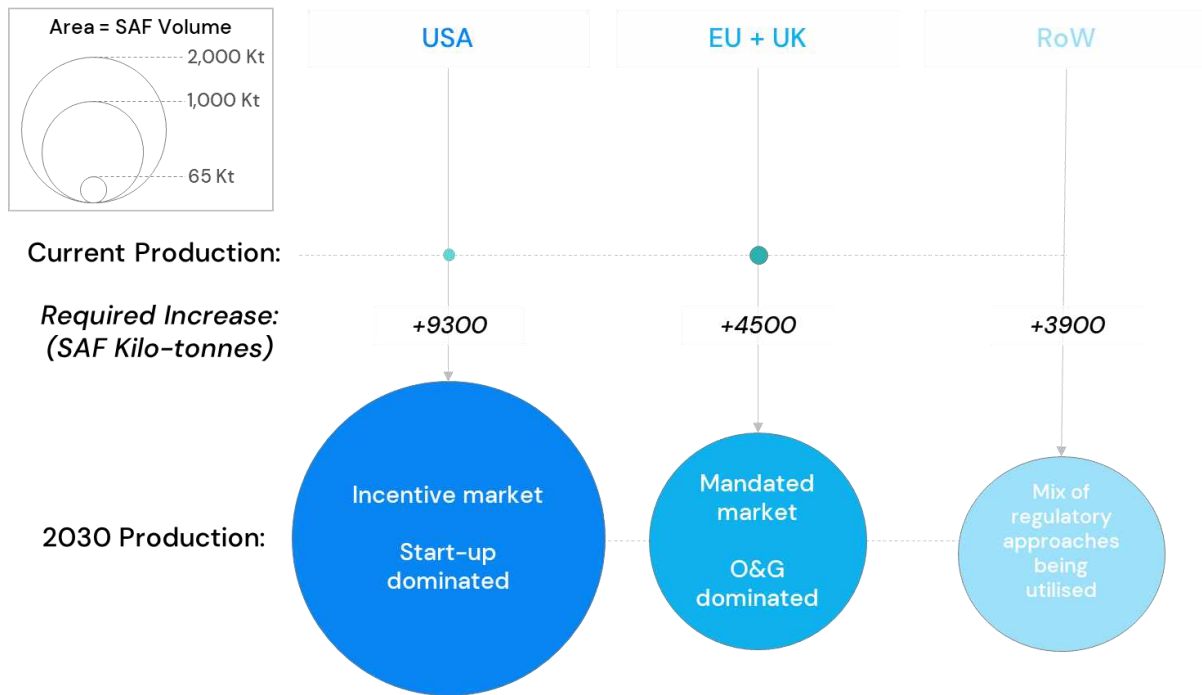 Area = SAF Volume
2,000 Kt
1,000 Kt
65 Kt
USA
EU + UK
RoW
Current Production:
Required Increase:
(SAF Kilo-tonnes)
+9300
+4500
+3900
2030 Production:
Incentive market
Start-up
dominated
Mandated
market
O&G
dominated
Mix of
regulatory
approaches
being
utilised